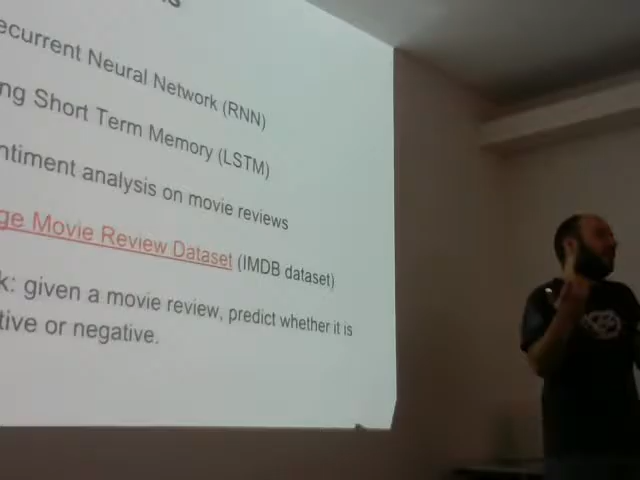 ecurrent Neural Network (RNN)
ng Short Term Memory (LSTM)
ntiment analysis on movie reviews
ge Movie Review Dataset (IMDB dataset)
k: given a movie review, predict whether it is
tive or negative.